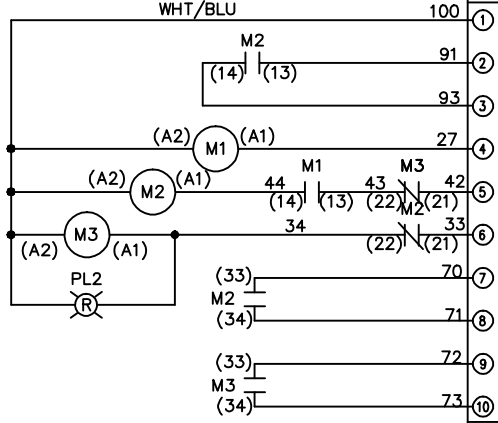 WHT/BLU 100 1
M2 91 2
(14) (13)
93 3
(A2) M1 (A1) 27 4
(A2) M2 (A1) 44 M1 43 M3 42 5
(14) (13) (22) (21)
(A2) M3 (A1) 34 M2 33 6
(22) (21)
PL2
R
(33) 70 7
M2
(34) 71 8
(33) 72 9
M3
(34) 73 10